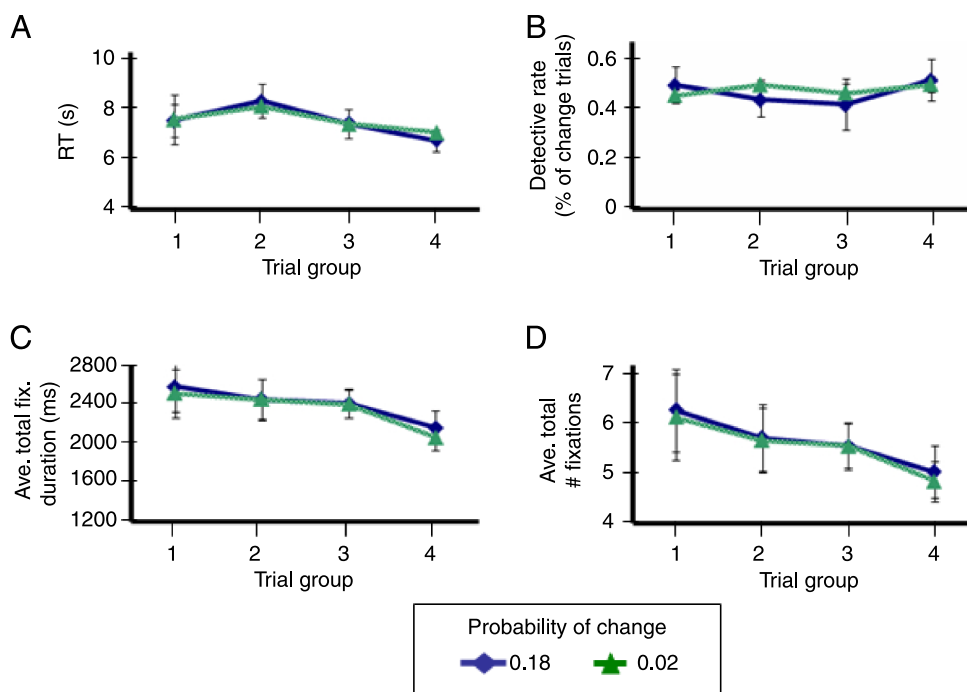 A
RT (s)
10
8
6
4
1 2 3 4
Trial group
B
Detective rate
(% of change trials)
0.6
0.4
0.2
0
1 2 3 4
Trial group
C
Ave. total fix.
duration (ms)
2800
2400
2000
1600
1200
1 2 3 4
Trial group
D
Ave. total
# fixations
7
6
5
4
1 2 3 4
Trial group
Probability of change
0.18 0.02